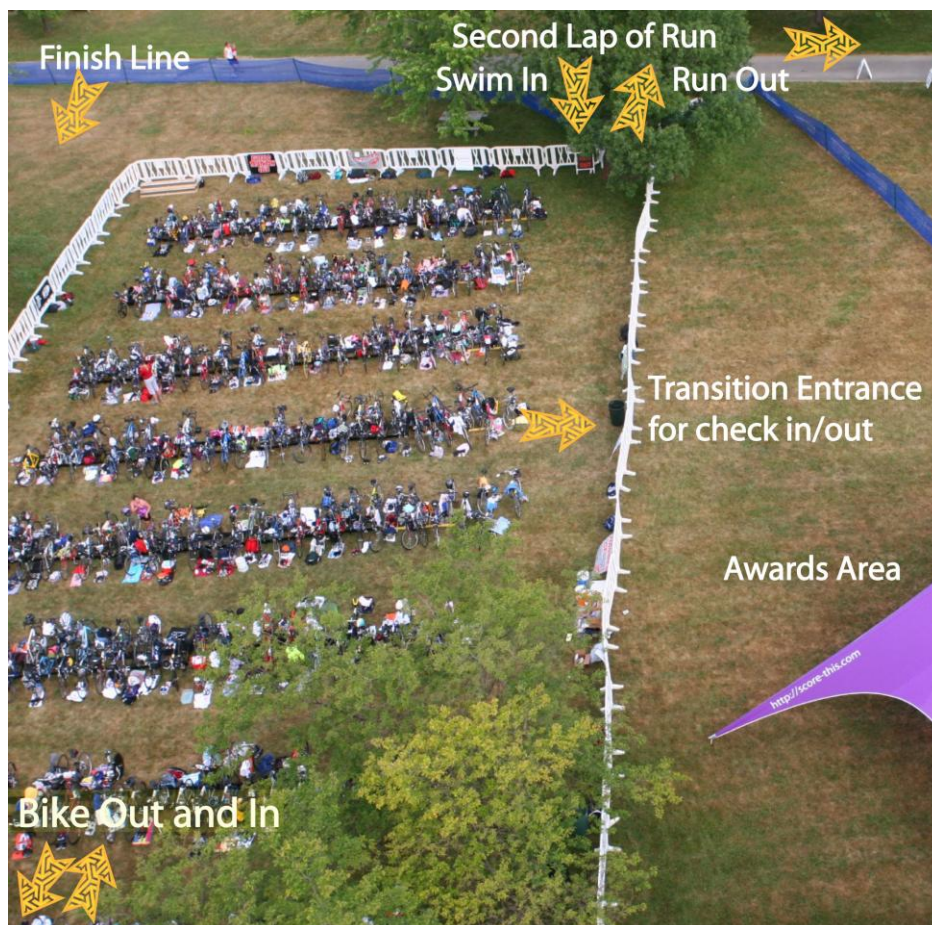 Finish Line
Second Lap of Run
Swim In
Run Out
Transition Entrance
for check in/out
Awards Area
http://score-this.com
Bike Out and In